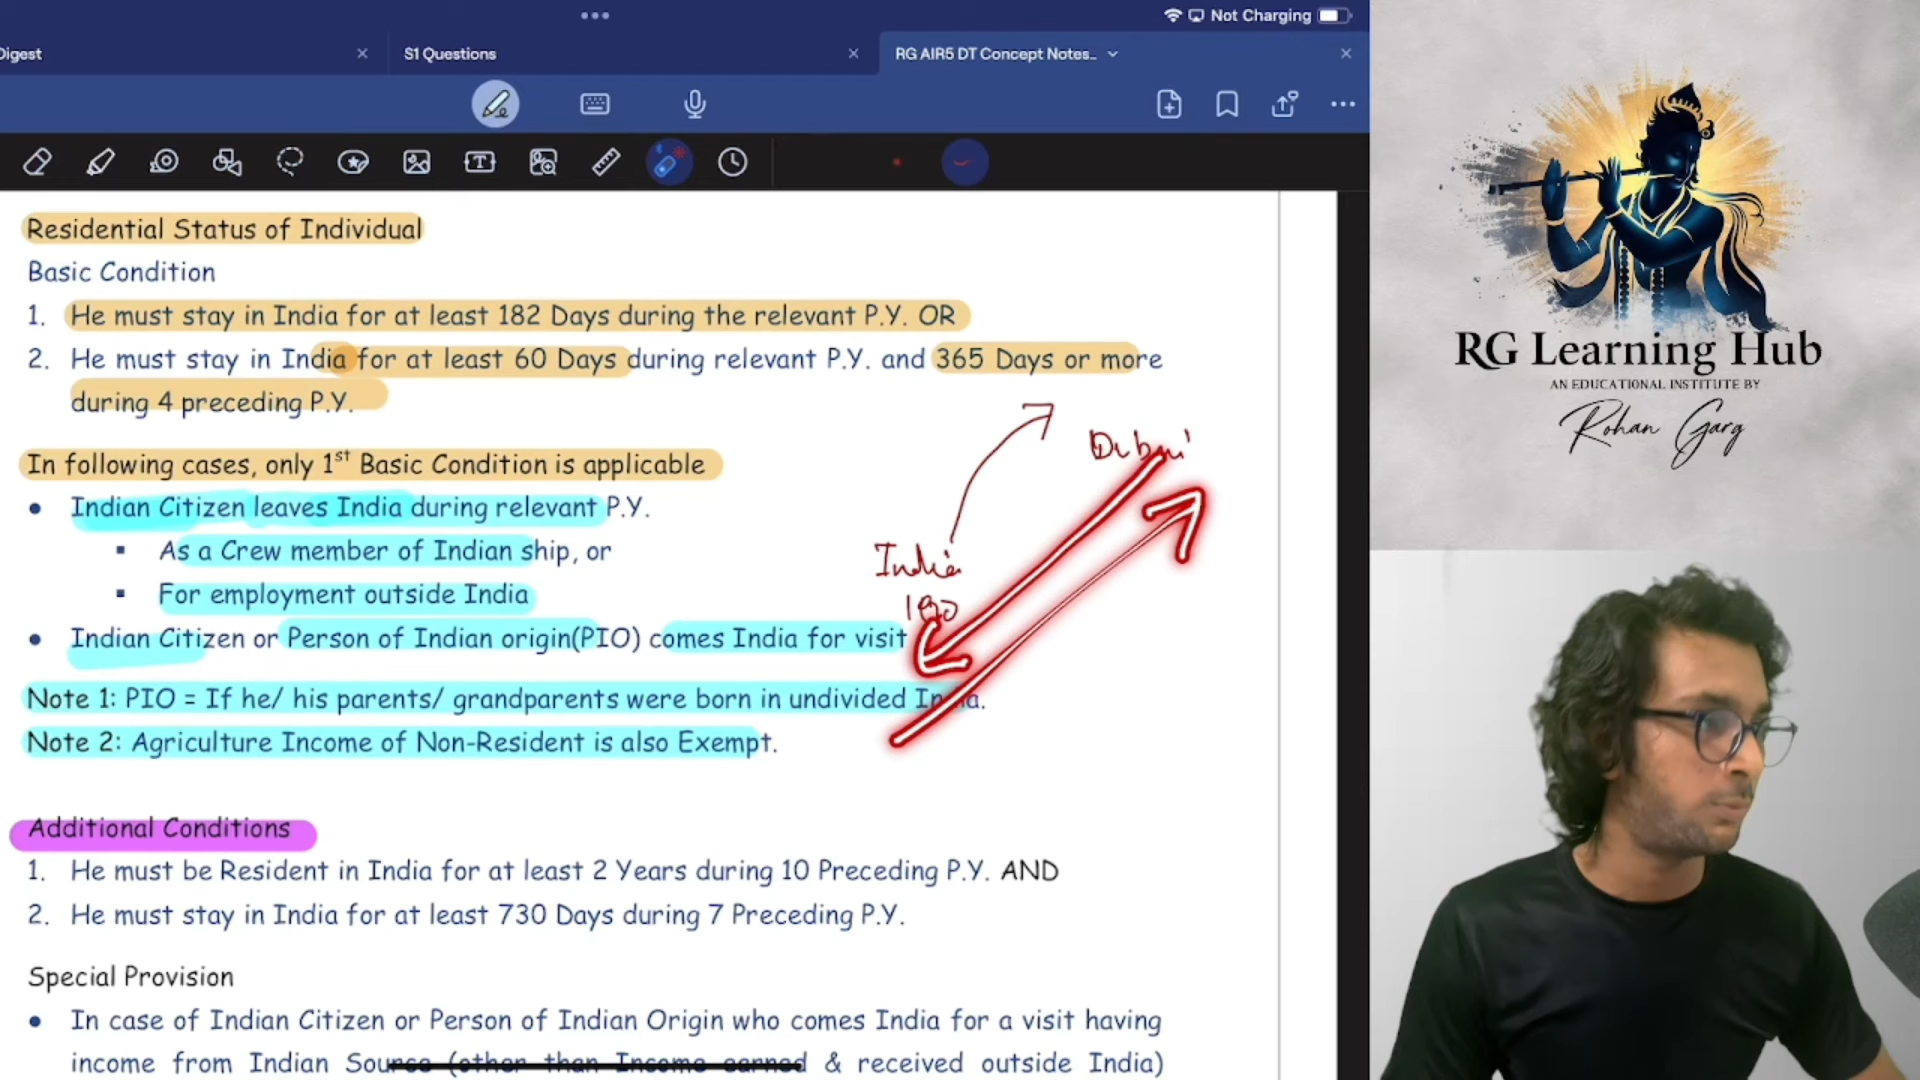 Not Charging
Digest
S1 Questions
RG AIR5 DT Concept Notes..
Residential Status of Individual
Basic Condition
1. He must stay in India for at least 182 Days during the relevant P.Y. OR
2. He must stay in India for at least 60 Days during relevant P.Y. and 365 Days or more
during 4 preceding P.Y.
In following cases, only 1st Basic Condition is applicable
• Indian Citizen leaves India during relevant P.Y.
▪ As a Crew member of Indian ship, or
▪ For employment outside India
• Indian Citizen or Person of Indian origin(PIO) comes India for visit
Dubai
India
190
Note 1: PIO = If he/ his parents/ grandparents were born in undivided India.
Note 2: Agriculture Income of Non-Resident is also Exempt.
Additional Conditions
1. He must be Resident in India for at least 2 Years during 10 Preceding P.Y. AND
2. He must stay in India for at least 730 Days during 7 Preceding P.Y.
Special Provision
• In case of Indian Citizen or Person of Indian Origin who comes India for a visit having
income from Indian Source (other than Income earned & received outside India)
RG Learning Hub
AN EDUCATIONAL INSTITUTE BY
Rohan Garg